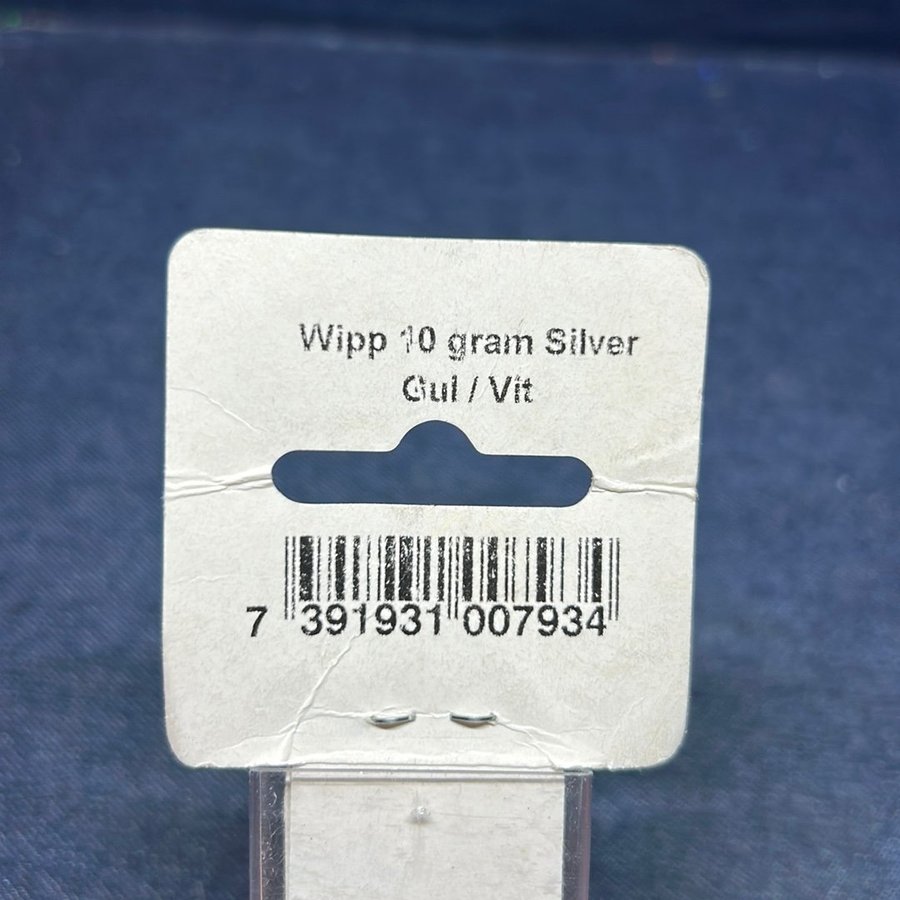 Wipp 10 gram Silver
Gul / Vit
7 391931 007934